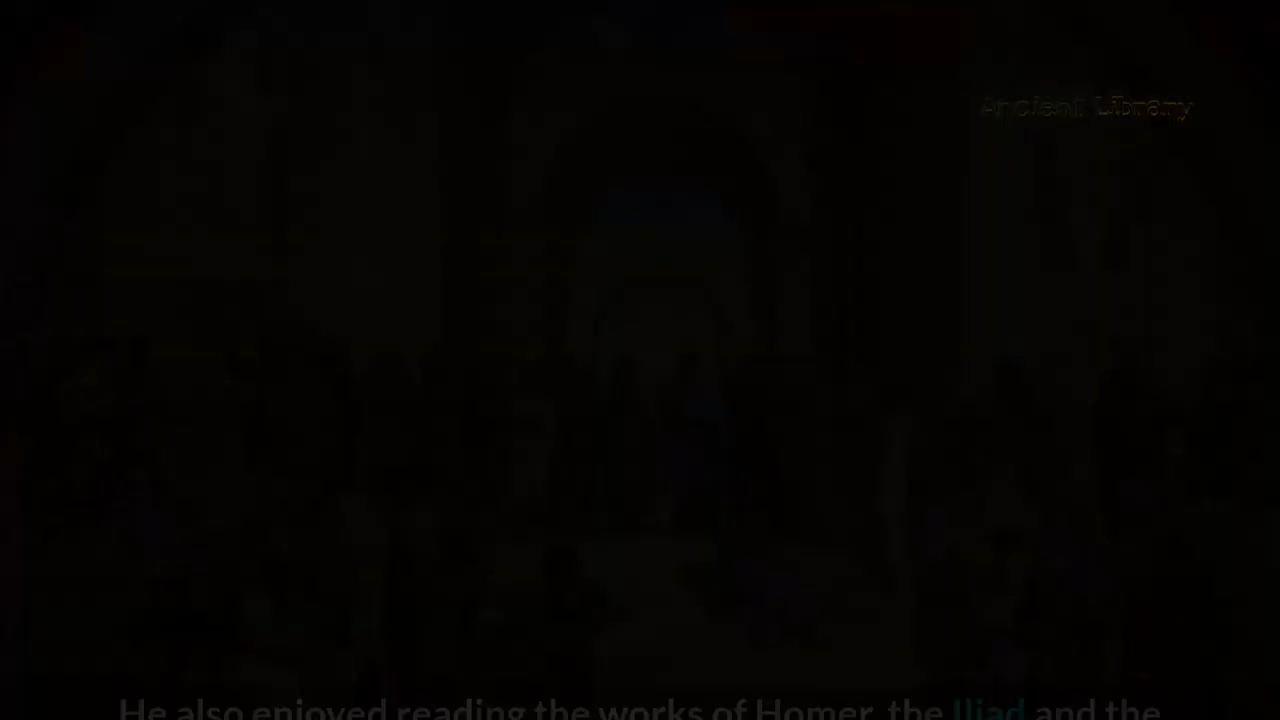 Ancient Library
He also enjoyed reading the works of Homer, the Iliad and the